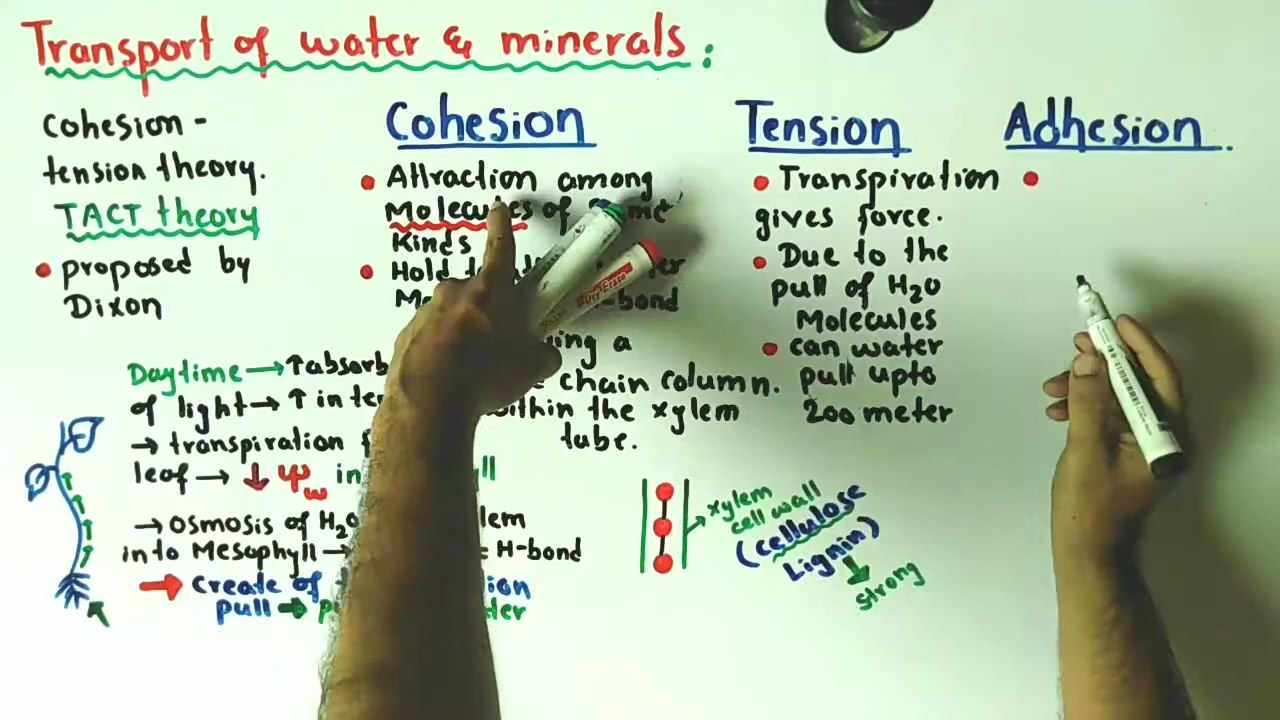 Transport of water & minerals:
Cohesion -
tension theory.
TACT theory
• proposed by
Dixon
Cohesion
• Attraction among
Molecules of
Kinds
• Hold
bond
a
chain column.
within the xylem
tube.
Tension
• Transpiration
gives force.
• Due to the
pull of H₂O
Molecules
• can water
pull upto
200 meter
Adhesion
•
Daytime → ↑ absorb
of light → ↑ in
→ transpiration
leaf → ↓ Ψw in
→ osmosis of H₂O
into Mesophyll → = H-bond
→ create of
pull →
xylem
cell wall
(cellulose
Lignin)
↓
strong
DryErase